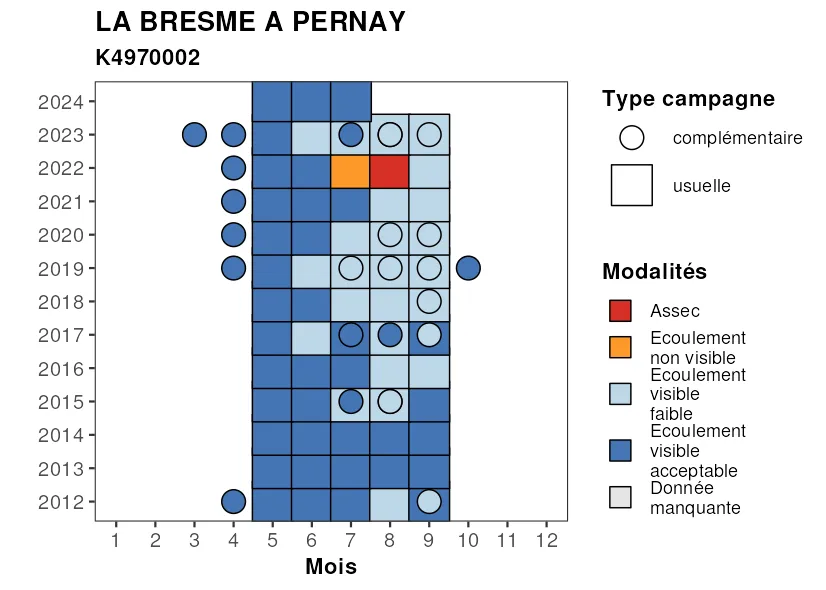 LA BRESME A PERNAY
K4970002
2024
2023
2022
2021
2020
2019
2018
2017
2016
2015
2014
2013
2012
1 2 3 4 5 6 7 8 9 10 11 12
Mois
Type campagne
complémentaire
usuelle
Modalités
Assec
Ecoulement
non visible
Ecoulement
visible
faible
Ecoulement
visible
acceptable
Donnée
manquante